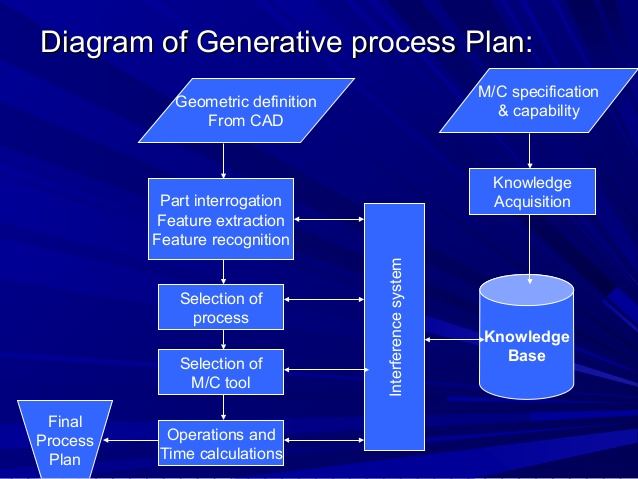 Diagram of Generative process Plan:
Geometric definition
From CAD
M/C specification
& capability
Part interrogation
Feature extraction
Feature recognition
Knowledge
Acquisition
Selection of
process
Interference system
Knowledge
Base
Selection of
M/C tool
Final
Process
Plan
Operations and
Time calculations